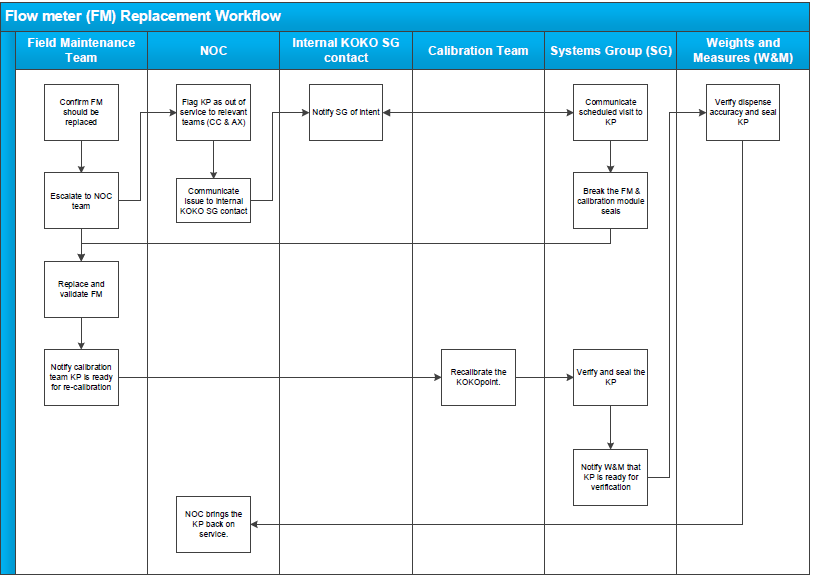 Flow meter (FM) Replacement Workflow
Field Maintenance
Team
NOC
Internal KOKO SG
contact
Calibration Team
Systems Group (SG)
Weights and
Measures (W&M)
Confirm FM
should be
replaced
Flag KP as out of
service to relevant
teams (CC & AX)
Notify SG of intent
Communicate
scheduled visit to
KP
Verify dispense
accuracy and seal
KP
Escalate to NOC
team
Communicate
issue to internal
KOKO SG contact
Break the FM &
calibration module
seals
Replace and
validate FM
Notify calibration
team KP is ready
for re-calibration
Recalibrate the
KOKOpoint.
Verify and seal the
KP
Notify W&M that
KP is ready for
verification
NOC brings the
KP back on
service.